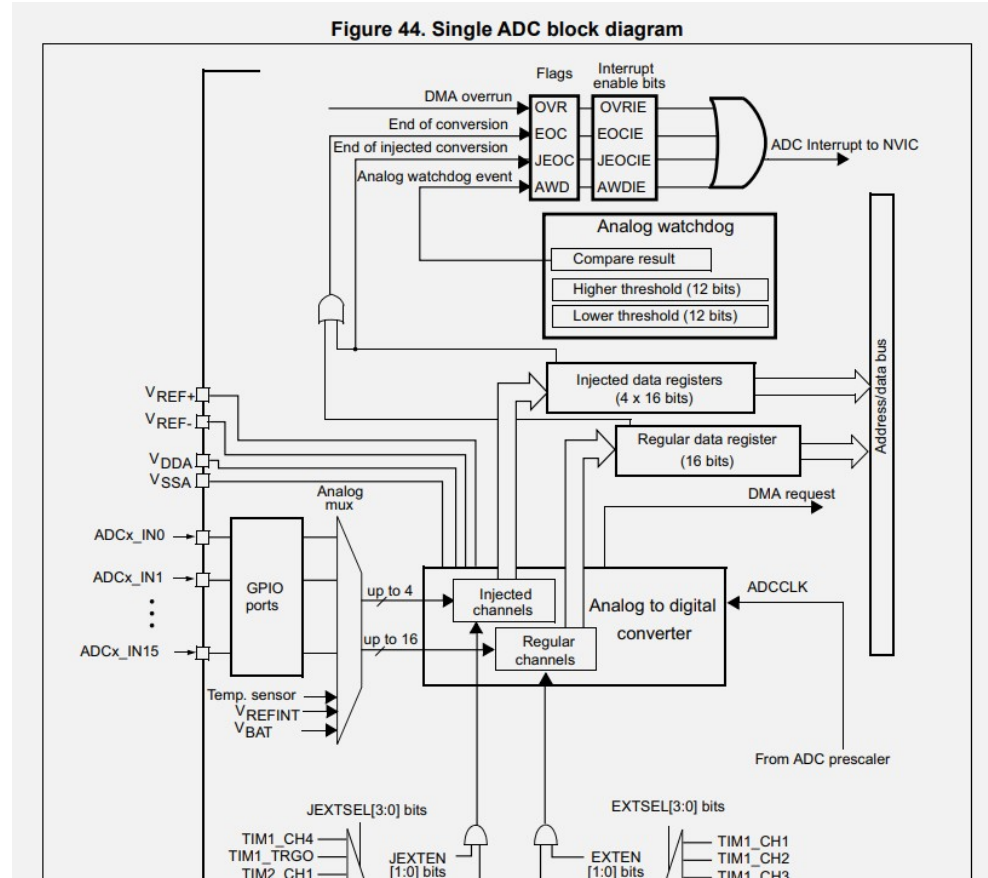 Figure 44. Single ADC block diagram
Flags
Interrupt
enable bits
DMA overrun
OVR
OVRIE
End of conversion
EOC
EOCIE
End of injected conversion
JEOC
JEOCIE
Analog watchdog event
AWD
AWDIE
ADC Interrupt to NVIC
Analog watchdog
Compare result
Higher threshold (12 bits)
Lower threshold (12 bits)
Address/data bus
Injected data registers
(4 x 16 bits)
Regular data register
(16 bits)
VREF+
VREF-
VDDA
VSSA
Analog
mux
DMA request
ADCx_IN0
ADCx_IN1
ADCx_IN15
GPIO
ports
up to 4
up to 16
Injected
channels
Regular
channels
Analog to digital
converter
ADCCLK
Temp. sensor
VREFINT
VBAT
From ADC prescaler
JEXTSEL[3:0] bits
EXTSEL[3:0] bits
TIM1_CH4
TIM1_TRGO
TIM2_CH1
JEXTEN
[1:0] bits
EXTEN
[1:0] bits
TIM1_CH1
TIM1_CH2
TIM1_CH3